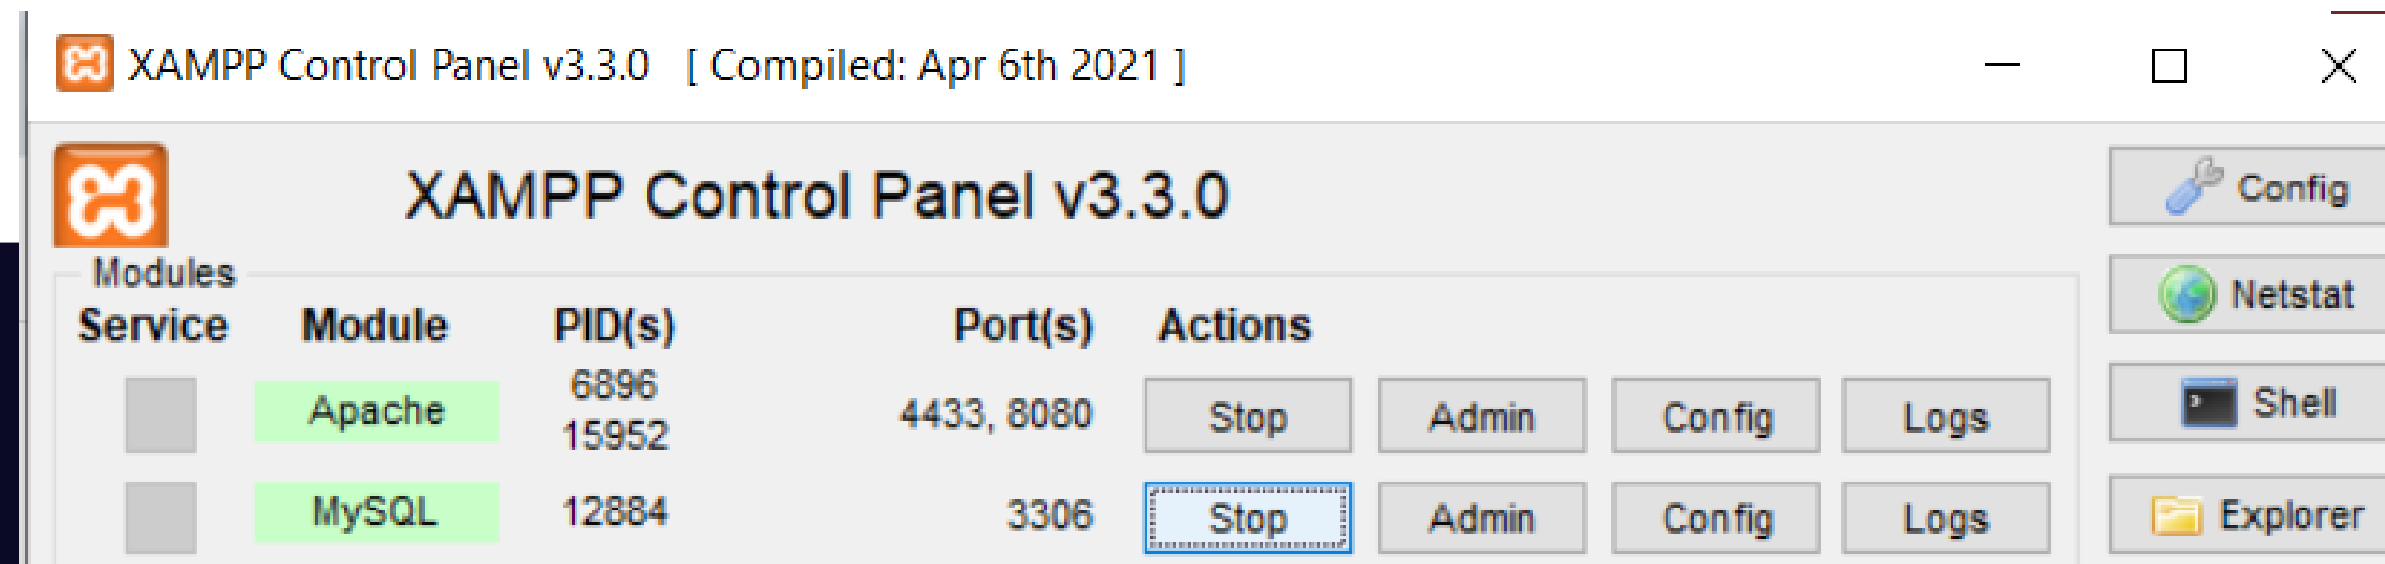 XAMPP Control Panel v3.3.0 [ Compiled: Apr 6th 2021 ]
XAMPP Control Panel v3.3.0
Config
Modules
Netstat
Service Module PID(s) Port(s) Actions
Apache 6896 15952 4433, 8080 Stop Admin Config Logs
Shell
MySQL 12884 3306 Stop Admin Config Logs
Explorer